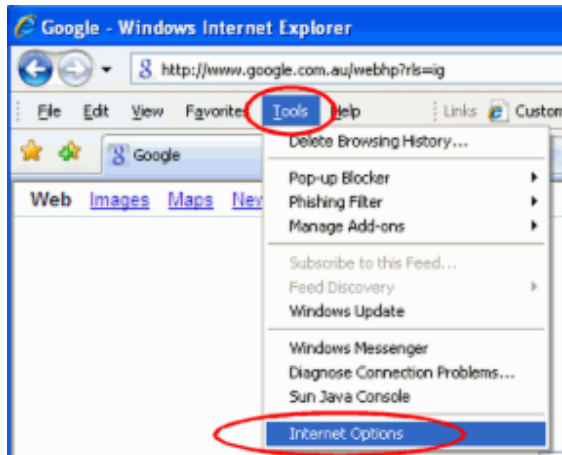 Google - Windows Internet Explorer
http://www.google.com.au/webhp?rls=ig
File Edit View Favorites Tools Help Links Custom
Google
Web Images Maps New
Delete Browsing History...
Pop-up Blocker
Phishing Filter
Manage Add-ons
Subscribe to this Feed...
Feed Discovery
Windows Update
Windows Messenger
Diagnose Connection Problems...
Sun Java Console
Internet Options